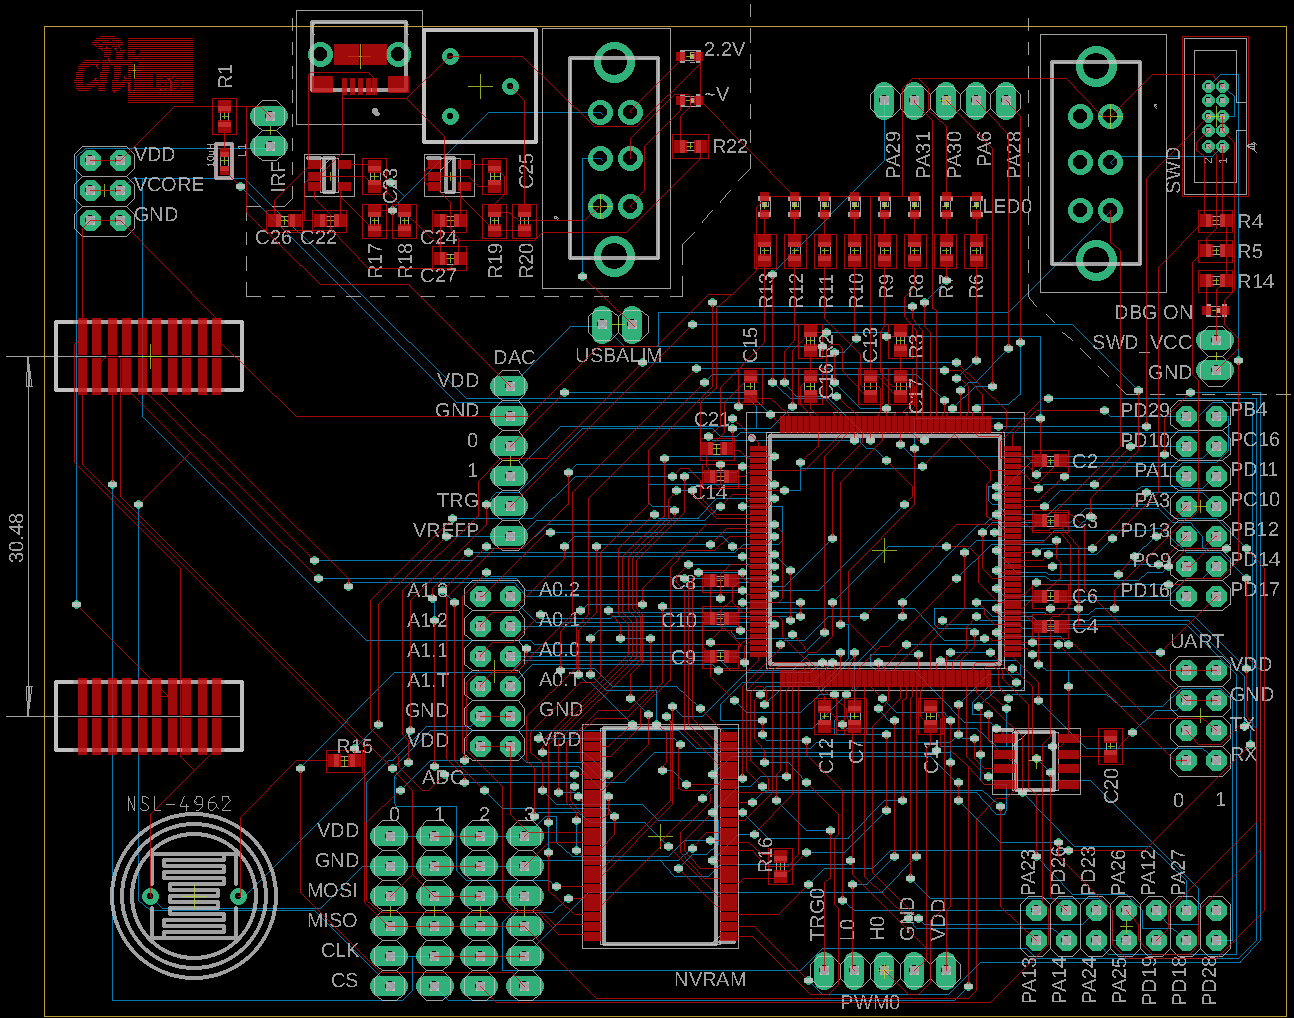 citi
Lab
R1
10uH
L1
IRF
VDD
VCORE
GND
C26
C22
C23
R17
R18
C24
C27
C25
R19
R20
2.2V
~V
R22
PA29
PA31
PA30
PA6
PA28
SWD
1
2
LED0
R13
R12
R11
R10
R9
R8
R7
R6
R4
R5
R14
DBG ON
SWD_VCC
GND
USBALIM
DAC
VDD
GND
0
1
TRG
VREFP
C15
R2
C16
C13
R3
C17
C21
C14
C2
C3
C6
C4
C8
C10
C9
PD29
PB4
PD10
PC16
PA1
PD11
PA3
PC10
PD13
PB12
PC9
PD14
PD16
PD17
UART
VDD
GND
TX
RX
0
1
30.48
A1.3
A0.2
A1.2
A0.1
A1.1
A0.0
A1.T
A0.T
GND
GND
VDD
VDD
ADC
R15
NSL-4962
0
1
2
3
VDD
GND
MOSI
MISO
CLK
CS
NVRAM
R16
C12
C7
C11
C20
TRG0
L0
H0
GND
VDD
PWM0
PA23
PD26
PD23
PA26
PA12
PA27
PA13
PA14
PA24
PA25
PD19
PD18
PD28